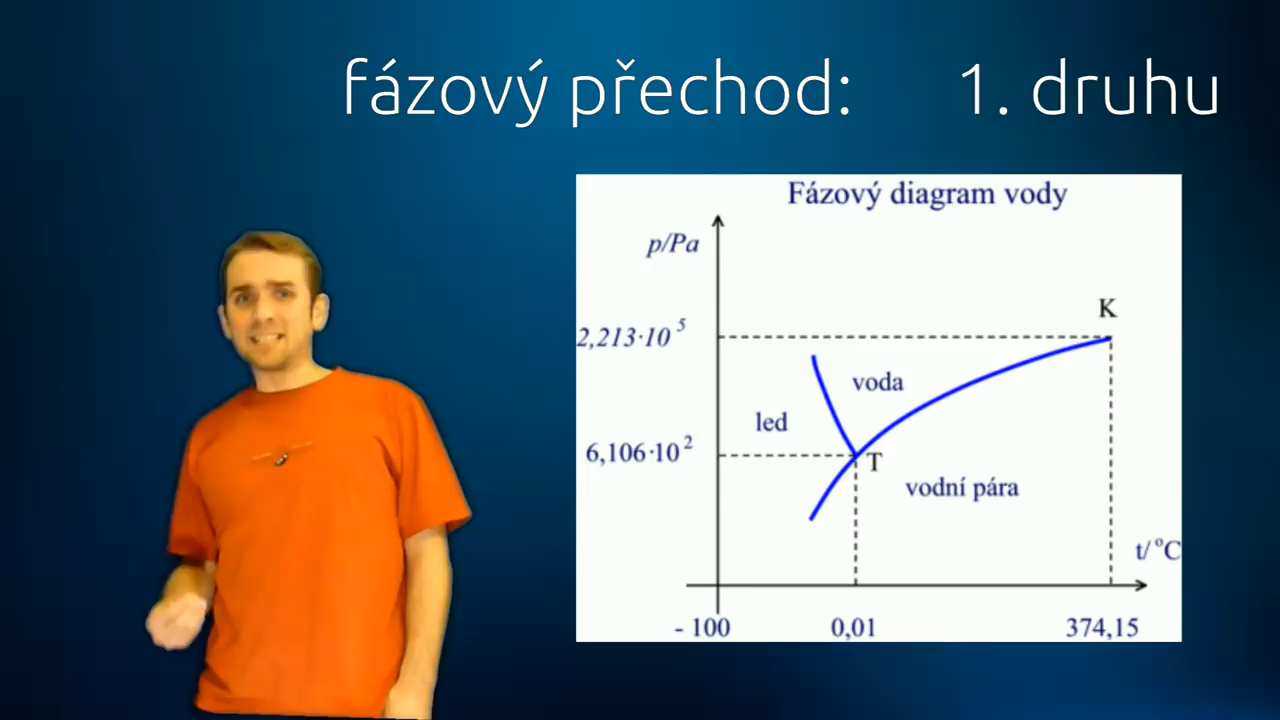 fázový přechod: 1. druhu
Fázový diagram vody
p/Pa
K
2,213·10⁵
voda
led
6,106·10²
T
vodní pára
t/°C
- 100 0,01 374,15